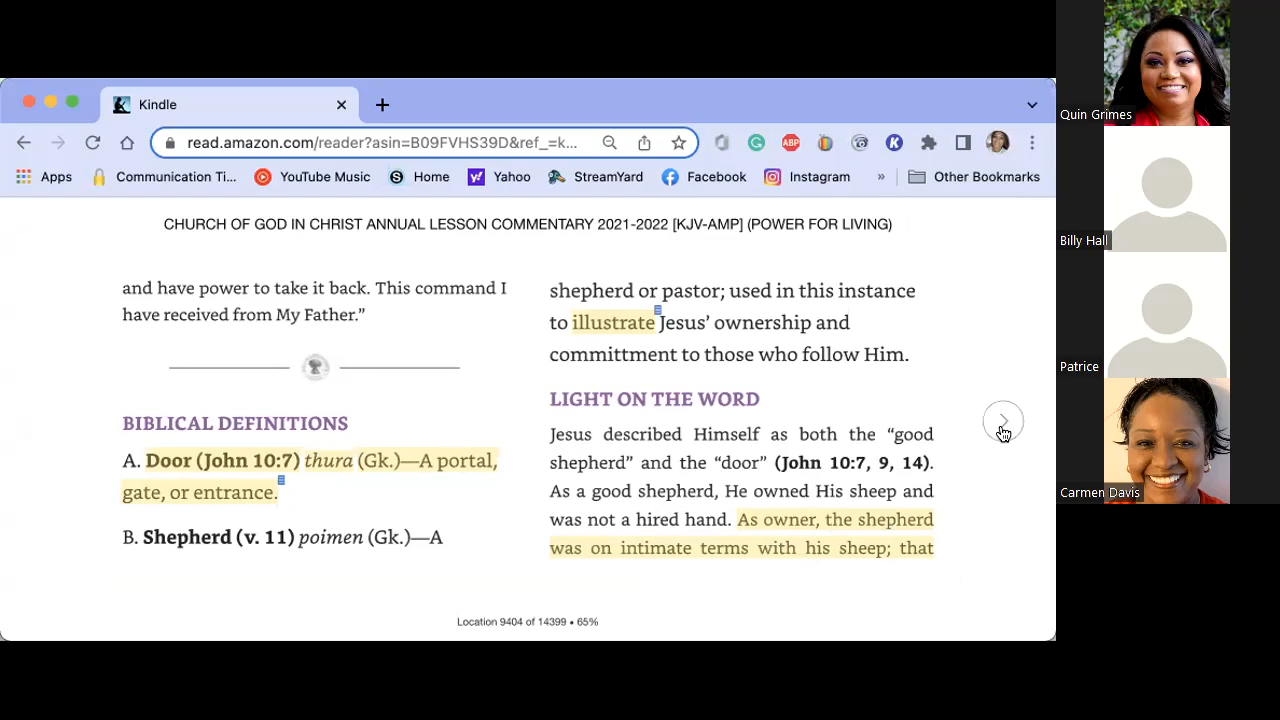 Kindle
read.amazon.com/reader?asin=B09FVHS39D&ref_=k...
ABP
K
Apps
Communication Ti...
YouTube Music
Home
Yahoo
StreamYard
Facebook
Instagram
»
Other Bookmarks
CHURCH OF GOD IN CHRIST ANNUAL LESSON COMMENTARY 2021-2022 [KJV-AMP] (POWER FOR LIVING)
and have power to take it back. This command I
have received from My Father.”
BIBLICAL DEFINITIONS
A. Door (John 10:7) thura (Gk.)—A portal,
gate, or entrance.
B. Shepherd (v. 11) poimen (Gk.)—A
shepherd or pastor; used in this instance
to illustrate Jesus’ ownership and
committment to those who follow Him.
LIGHT ON THE WORD
Jesus described Himself as both the “good
shepherd” and the “door” (John 10:7, 9, 14).
As a good shepherd, He owned His sheep and
was not a hired hand. As owner, the shepherd
was on intimate terms with his sheep; that
Location 9404 of 14399 • 65%
Quin Grimes
Billy Hall
Patrice
Carmen Davis